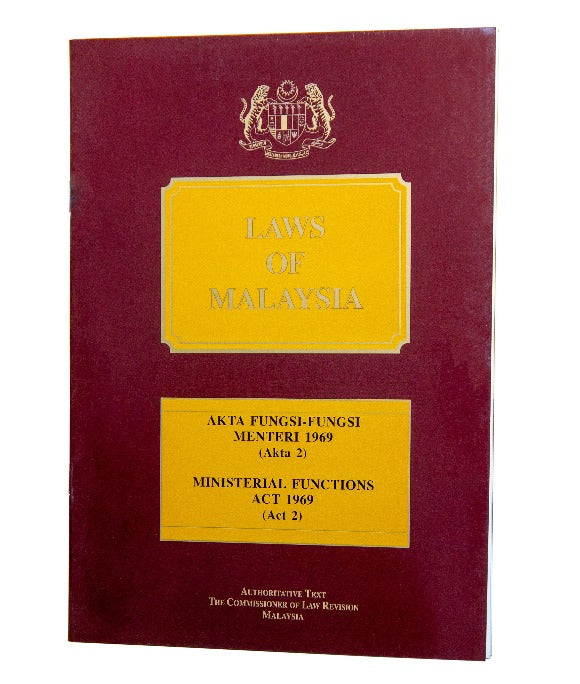 LAWS
OF
MALAYSIA
AKTA FUNGSI-FUNGSI
MENTERI 1969
(Akta 2)
MINISTERIAL FUNCTIONS
ACT 1969
(Act 2)
AUTHORITATIVE TEXT
THE COMMISSIONER OF LAW REVISION
MALAYSIA